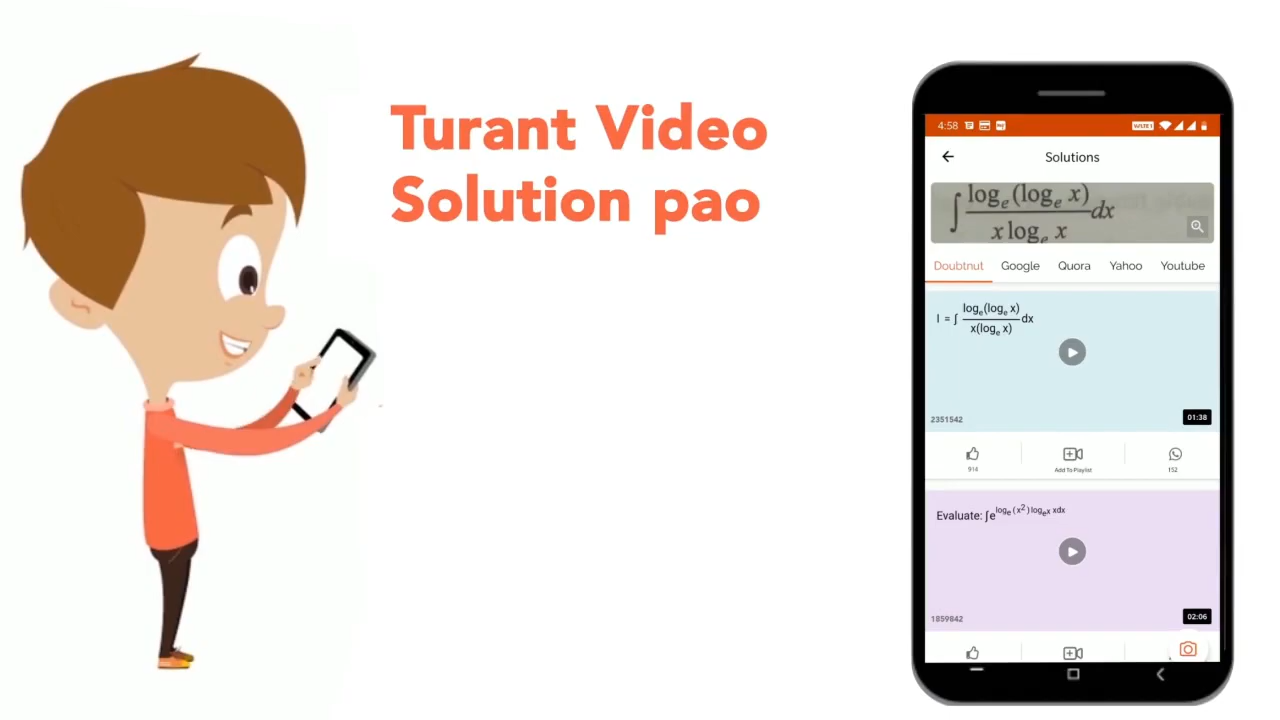 Turant Video
Solution pao
4:58
VoLTE1
Solutions
∫ logₑ(logₑ x) / x logₑ x dx
Doubtnut Google Quora Yahoo Youtube
I = ∫ logₑ(logₑ x) / x(logₑ x) dx
2351542
01:38
914
Add To Playlist
152
Evaluate: ∫e^logₑ(x²)logₑx xdx
1859842
02:06